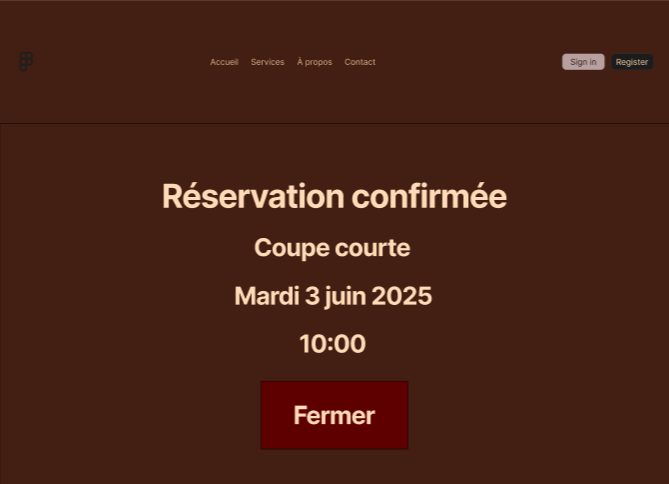 Accueil Services À propos Contact Sign in Register
Réservation confirmée
Coupe courte
Mardi 3 juin 2025
10:00
Fermer